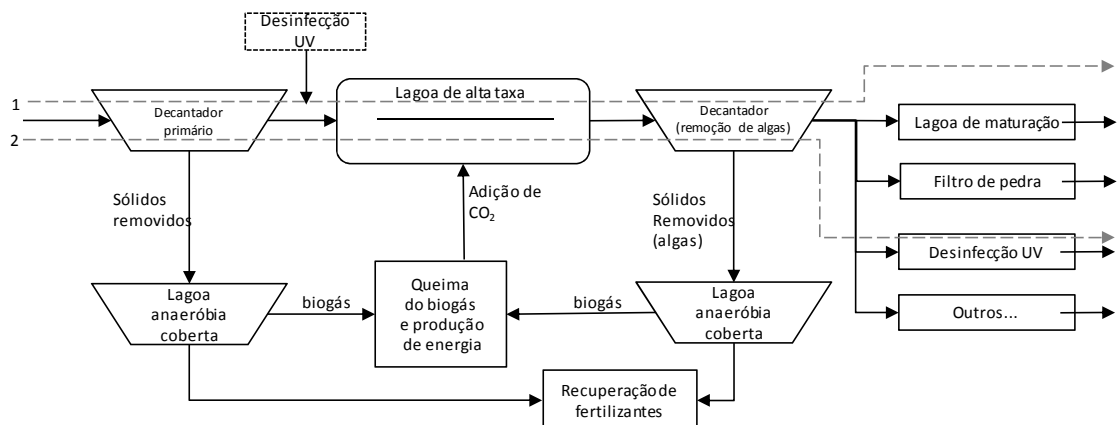 Desinfecção
UV
1
2
Decantador
primário
Lagoa de alta taxa
Decantador
(remoção de algas)
Lagoa de maturação
Filtro de pedra
Desinfecção UV
Outros...
Sólidos
removidos
Adição de
CO₂
Sólidos
Removidos
(algas)
Lagoa
anaeróbia
coberta
biogás
Queima
do biogás
e produção
de energia
biogás
Lagoa
anaeróbia
coberta
Recuperação de
fertilizantes